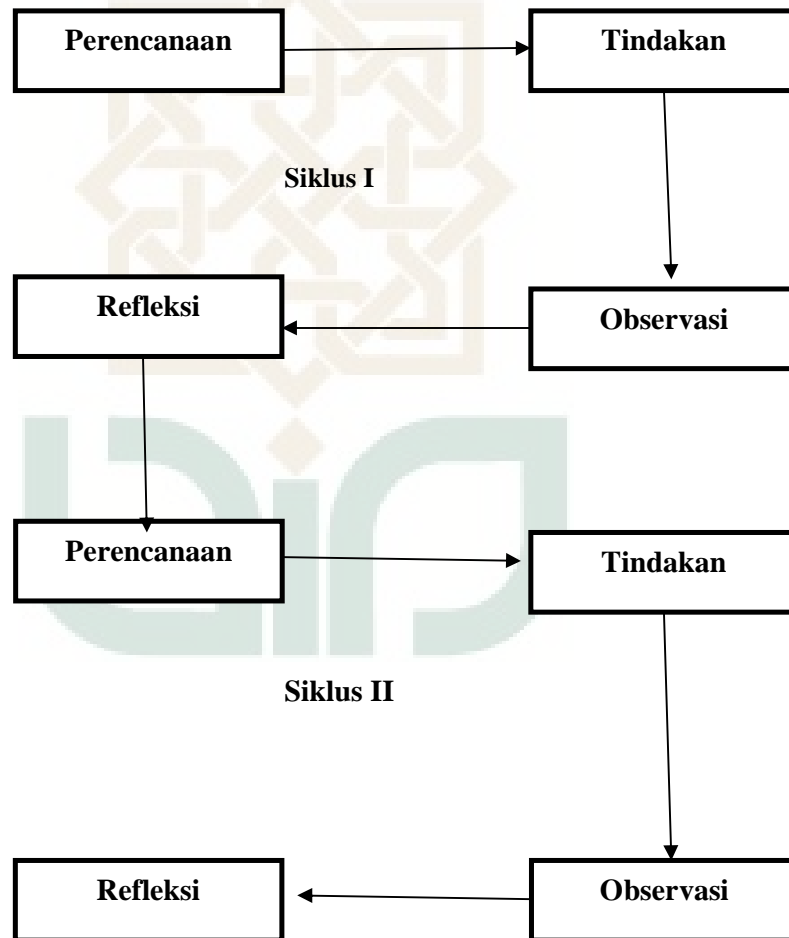 Perencanaan
Tindakan
Siklus I
Refleksi
Observasi
Perencanaan
Tindakan
Siklus II
Refleksi
Observasi